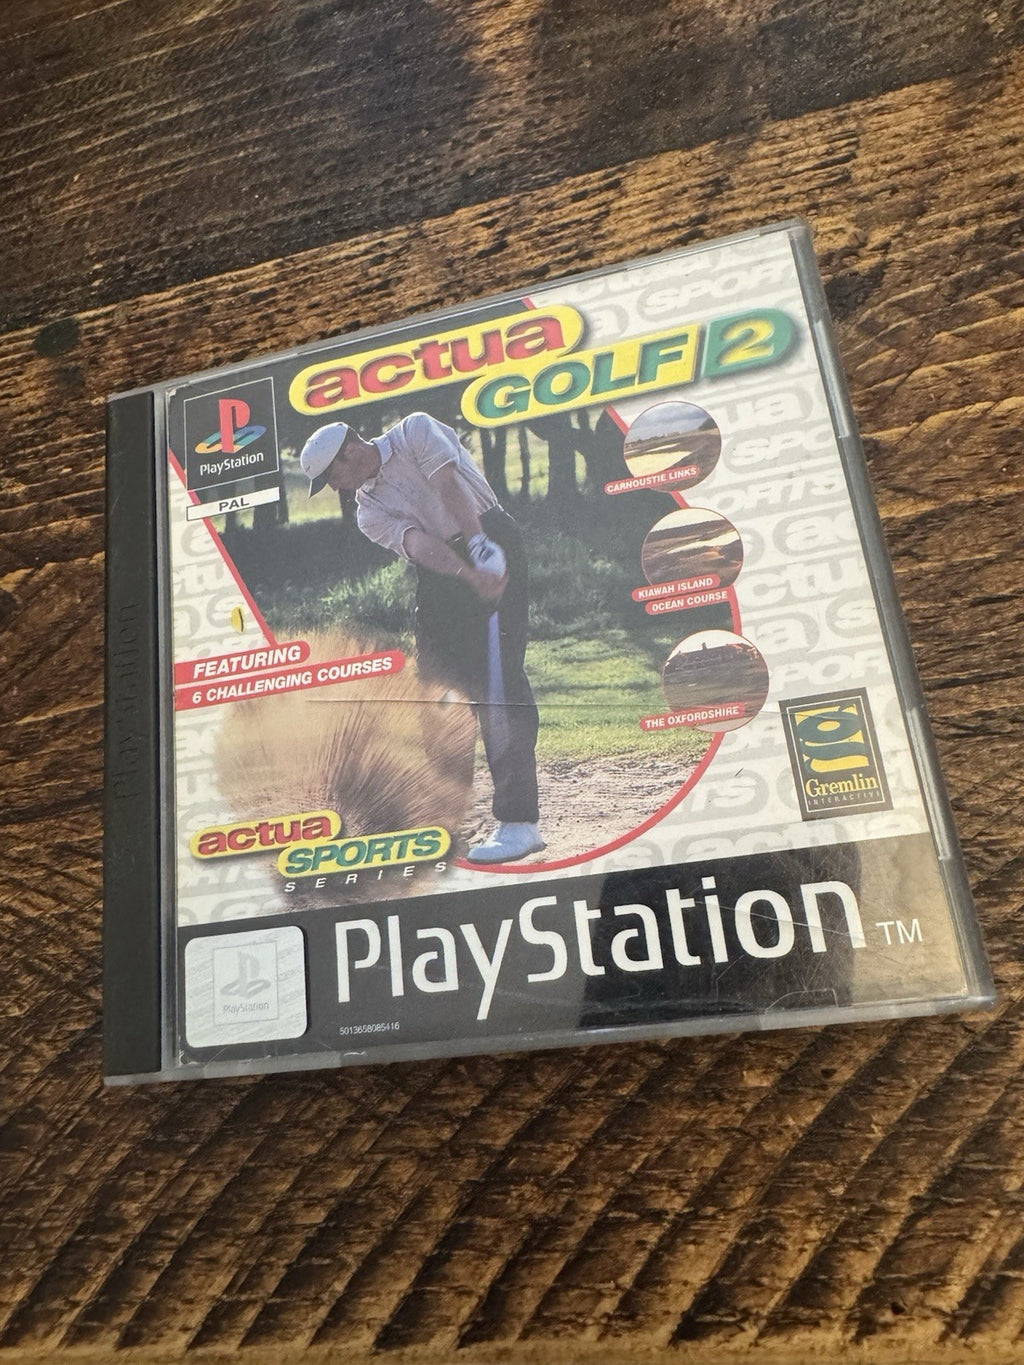 actua
GOLF 2
PlayStation
PAL
CARNOUSTIE LINKS
KIAWAH ISLAND
OCEAN COURSE
FEATURING
6 CHALLENGING COURSES
THE OXFORDSHIRE
Gremlin
INTERACTIVE
actua
SPORTS
SERIES
PlayStation TM
PlayStation
5013658085416
PlayStation